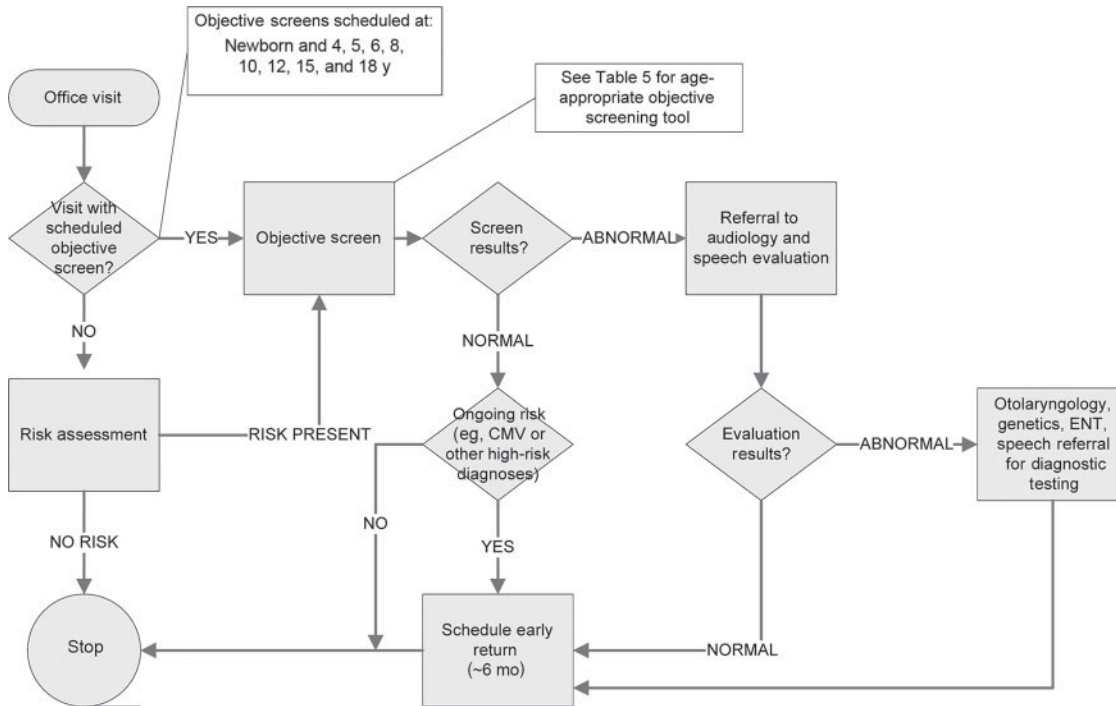 Objective screens scheduled at:
Newborn and 4, 5, 6, 8,
10, 12, 15, and 18 y
See Table 5 for age-
appropriate objective
screening tool
Office visit
Visit with
scheduled
objective
screen?
YES
Objective screen
Screen
results?
ABNORMAL
Referral to
audiology and
speech evaluation
NO
NORMAL
Risk assessment
RISK PRESENT
Ongoing risk
(eg, CMV or
other high-risk
diagnoses)
Evaluation
results?
ABNORMAL
Otolaryngology,
genetics, ENT,
speech referral
for diagnostic
testing
NO
YES
NO RISK
Stop
Schedule early
return
(~6 mo)
NORMAL